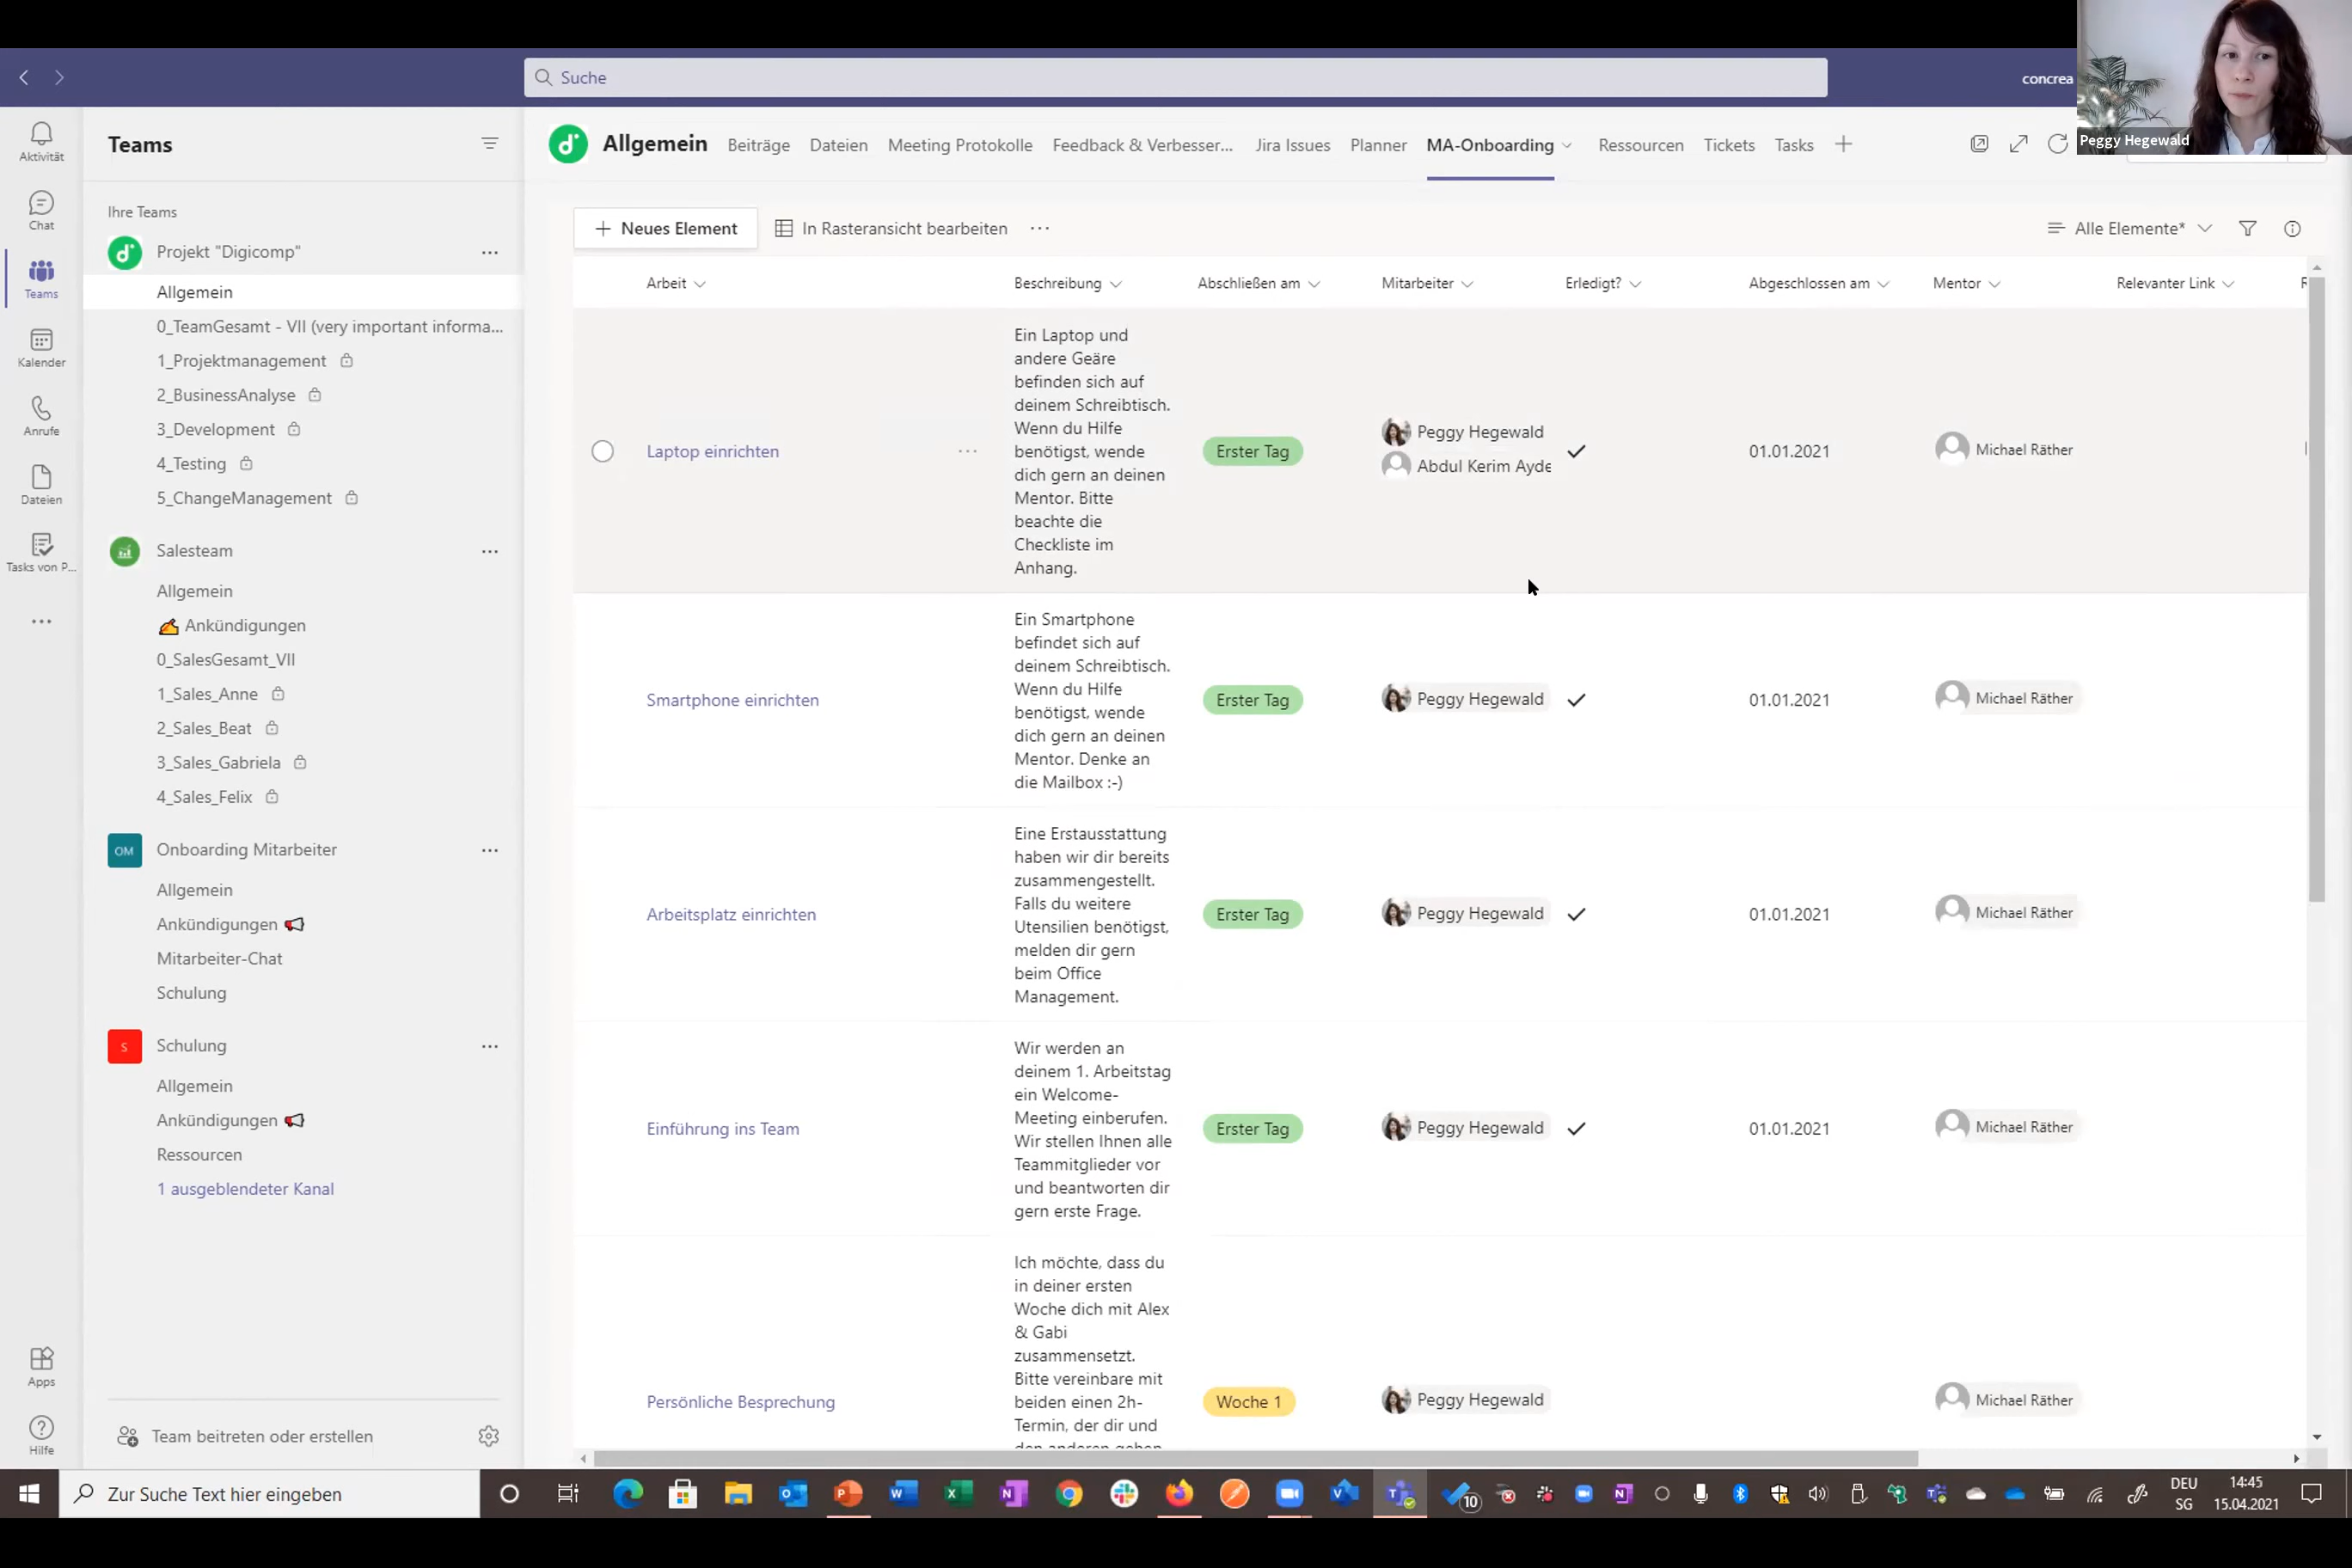 Suche
concrea
Peggy Hegewald
Aktivität
Chat
Teams
Kalender
Anrufe
Dateien
Tasks von P...
Apps
Hilfe
Teams
Ihre Teams
Projekt "Digicomp"
Allgemein
0_TeamGesamt - VII (very important informa...
1_Projektmanagement
2_BusinessAnalyse
3_Development
4_Testing
5_ChangeManagement
Salesteam
Allgemein
Ankündigungen
0_SalesGesamt_VII
1_Sales_Anne
2_Sales_Beat
3_Sales_Gabriela
4_Sales_Felix
OM Onboarding Mitarbeiter
Allgemein
Ankündigungen
Mitarbeiter-Chat
Schulung
S Schulung
Allgemein
Ankündigungen
Ressourcen
1 ausgeblendeter Kanal
Team beitreten oder erstellen
Allgemein Beiträge Dateien Meeting Protokolle Feedback & Verbesser... Jira Issues Planner MA-Onboarding Ressourcen Tickets Tasks
Neues Element In Rasteransicht bearbeiten Alle Elemente*
Arbeit Beschreibung Abschließen am Mitarbeiter Erledigt? Abgeschlossen am Mentor Relevanter Link
Laptop einrichten
Ein Laptop und
andere Geäre
befinden sich auf
deinem Schreibtisch.
Wenn du Hilfe
benötigst, wende
dich gern an deinen
Mentor. Bitte
beachte die
Checkliste im
Anhang.
Erster Tag
Peggy Hegewald
Abdul Kerim Ayde
01.01.2021
Michael Räther
Smartphone einrichten
Ein Smartphone
befindet sich auf
deinem Schreibtisch.
Wenn du Hilfe
benötigst, wende
dich gern an deinen
Mentor. Denke an
die Mailbox :-)
Erster Tag
Peggy Hegewald
01.01.2021
Michael Räther
Arbeitsplatz einrichten
Eine Erstausstattung
haben wir dir bereits
zusammengestellt.
Falls du weitere
Utensilien benötigst,
melden dir gern
beim Office
Management.
Erster Tag
Peggy Hegewald
01.01.2021
Michael Räther
Einführung ins Team
Wir werden an
deinem 1. Arbeitstag
ein Welcome-
Meeting einberufen.
Wir stellen Ihnen alle
Teammitglieder vor
und beantworten dir
gern erste Frage.
Erster Tag
Peggy Hegewald
01.01.2021
Michael Räther
Persönliche Besprechung
Ich möchte, dass du
in deiner ersten
Woche dich mit Alex
& Gabi
zusammensetzt.
Bitte vereinbare mit
beiden einen 2h-
Termin, der dir und
Woche 1
Peggy Hegewald
Michael Räther
Zur Suche Text hier eingeben
10
DEU
SG
14:45
15.04.2021